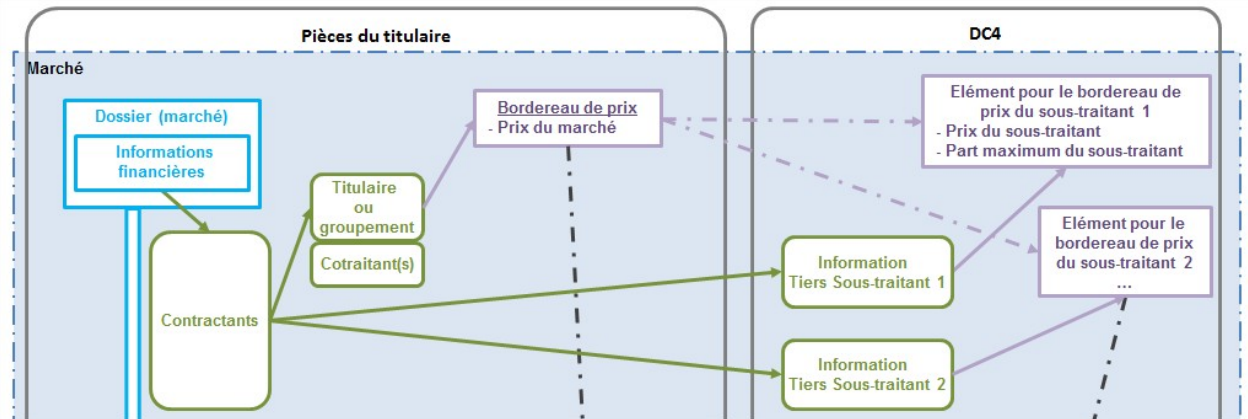 Pièces du titulaire
DC4
Marché
Dossier (marché)
Informations
financières
Contractants
Titulaire
ou
groupement
Cotraitant(s)
Bordereau de prix
- Prix du marché
Elément pour le bordereau de
prix du sous-traitant 1
- Prix du sous-traitant
- Part maximum du sous-traitant
Elément pour le
bordereau de prix
du sous-traitant 2
...
Information
Tiers Sous-traitant 1
Information
Tiers Sous-traitant 2